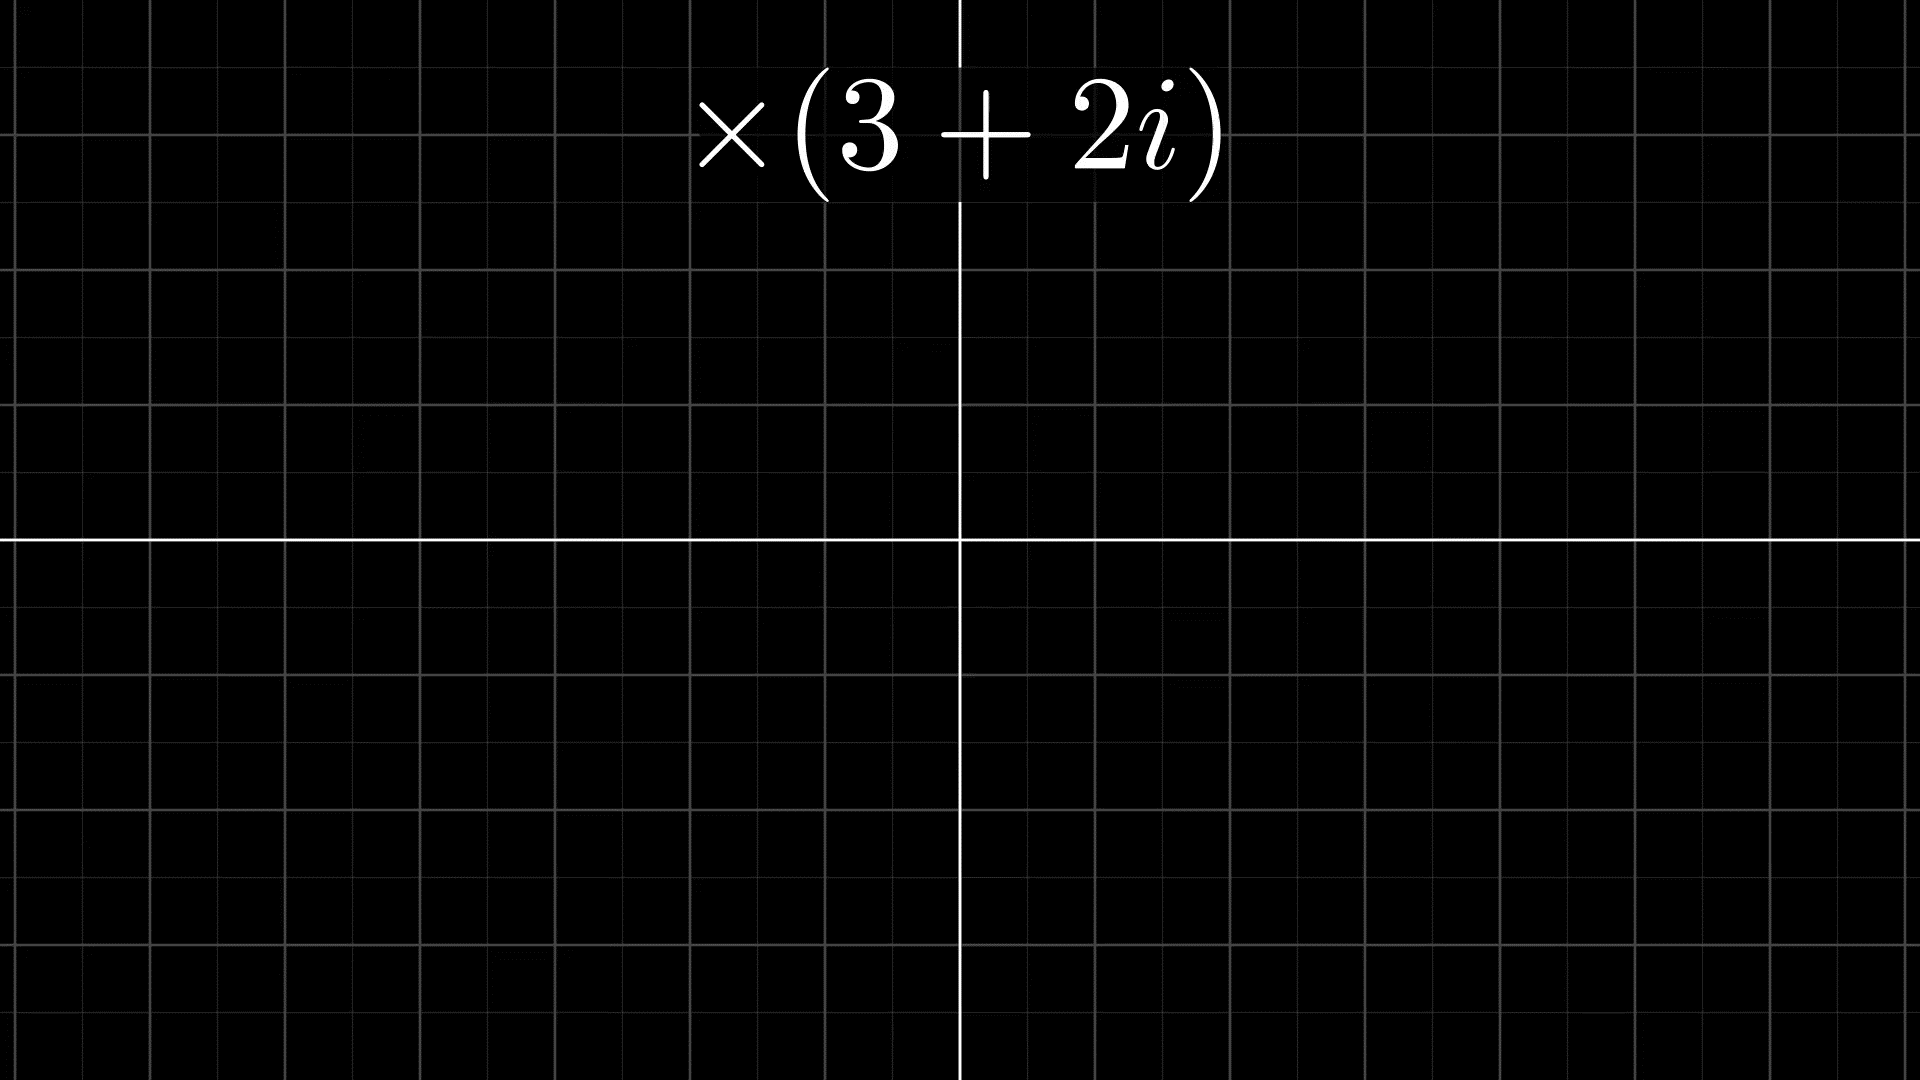 ×(3 + 2i)